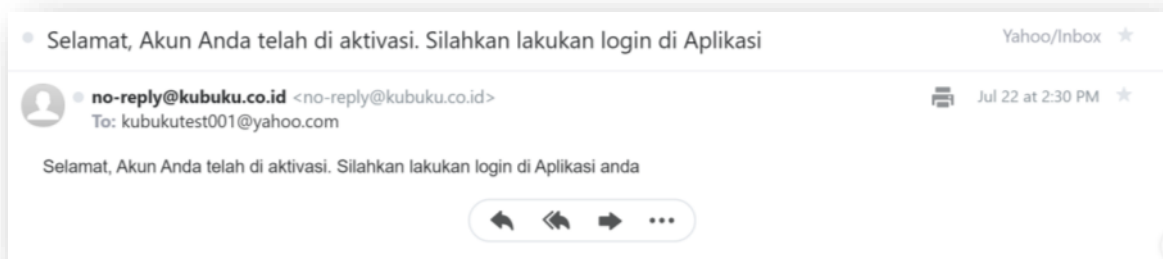 Selamat, Akun Anda telah di aktivasi. Silahkan lakukan login di Aplikasi
Yahoo/Inbox
no-reply@kubuku.co.id <no-reply@kubuku.co.id>
Jul 22 at 2:30 PM
To: kubukutest001@yahoo.com
Selamat, Akun Anda telah di aktivasi. Silahkan lakukan login di Aplikasi anda